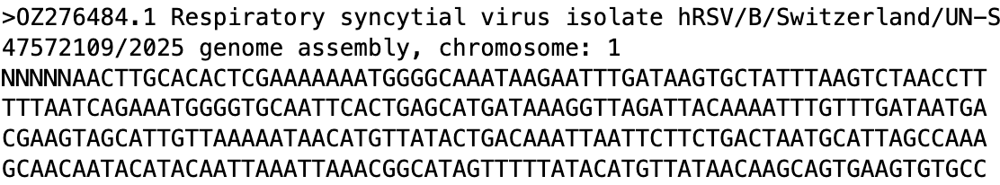 >OZ276484.1 Respiratory syncytial virus isolate hRSV/B/Switzerland/UN-S
47572109/2025 genome assembly, chromosome: 1
NNNNNAACTTGCACACTCGAAAAAAATGGGGCAAATAAGAATTTGATAAGTGCTATTTAAGTCTAACCTT
TTTAATCAGAAATGGGGTGCAATTCACTGAGCATGATAAAGGTTAGATTACAAAATTTGTTTGATAATGA
CGAAGTAGCATTGTTAAAAATAACATGTTATACTGACAAATTAATTCTTCTGACTAATGCATTAGCCAAA
GCAACAATACATACAATTAAATTAAACGGCATAGTTTTTATACATGTTATAACAAGCAGTGAAGTGTGCC